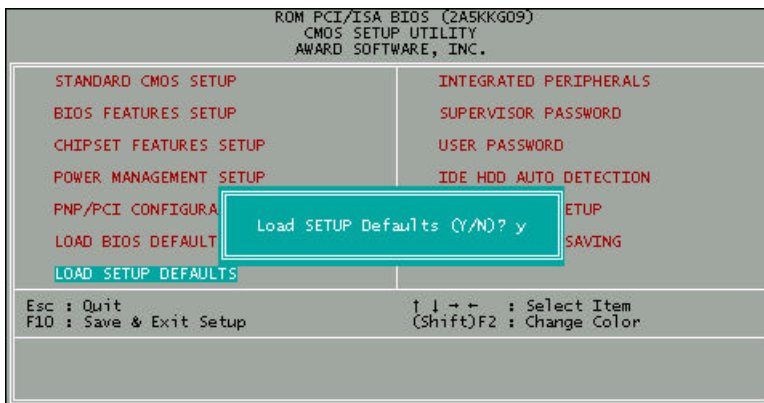 ROM PCI/ISA BIOS (2A5KKG09)
CMOS SETUP UTILITY
AWARD SOFTWARE, INC.
STANDARD CMOS SETUP
BIOS FEATURES SETUP
CHIPSET FEATURES SETUP
POWER MANAGEMENT SETUP
PNP/PCI CONFIGURA
LOAD BIOS DEFAULT
LOAD SETUP DEFAULTS
INTEGRATED PERIPHERALS
SUPERVISOR PASSWORD
USER PASSWORD
IDE HDD AUTO DETECTION
ETUP
SAVING
Load SETUP Defaults (Y/N)? y
Esc : Quit
F10 : Save & Exit Setup
↑ ↓ → ← : Select Item
(Shift)F2 : Change Color